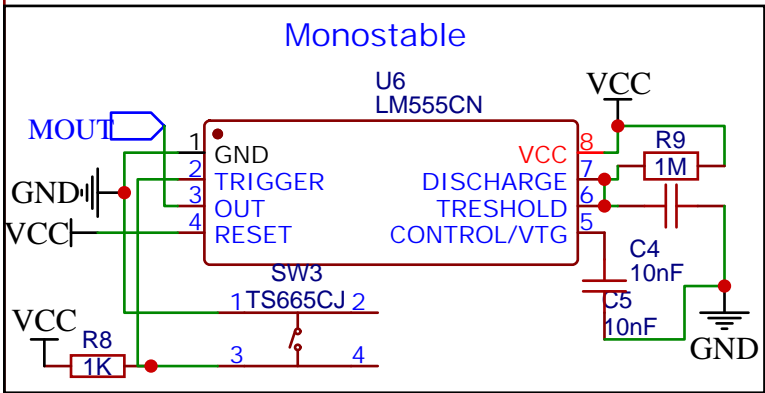 Monostable
U6
LM555CN
VCC
MOUT
R9
1M
1
GND
VCC
8
2
TRIGGER
DISCHARGE
7
GND
3
OUT
TRESHOLD
6
VCC
4
RESET
CONTROL/VTG
5
C4
10nF
SW3
TS665CJ
1
2
C5
10nF
VCC
R8
1K
3
4
GND